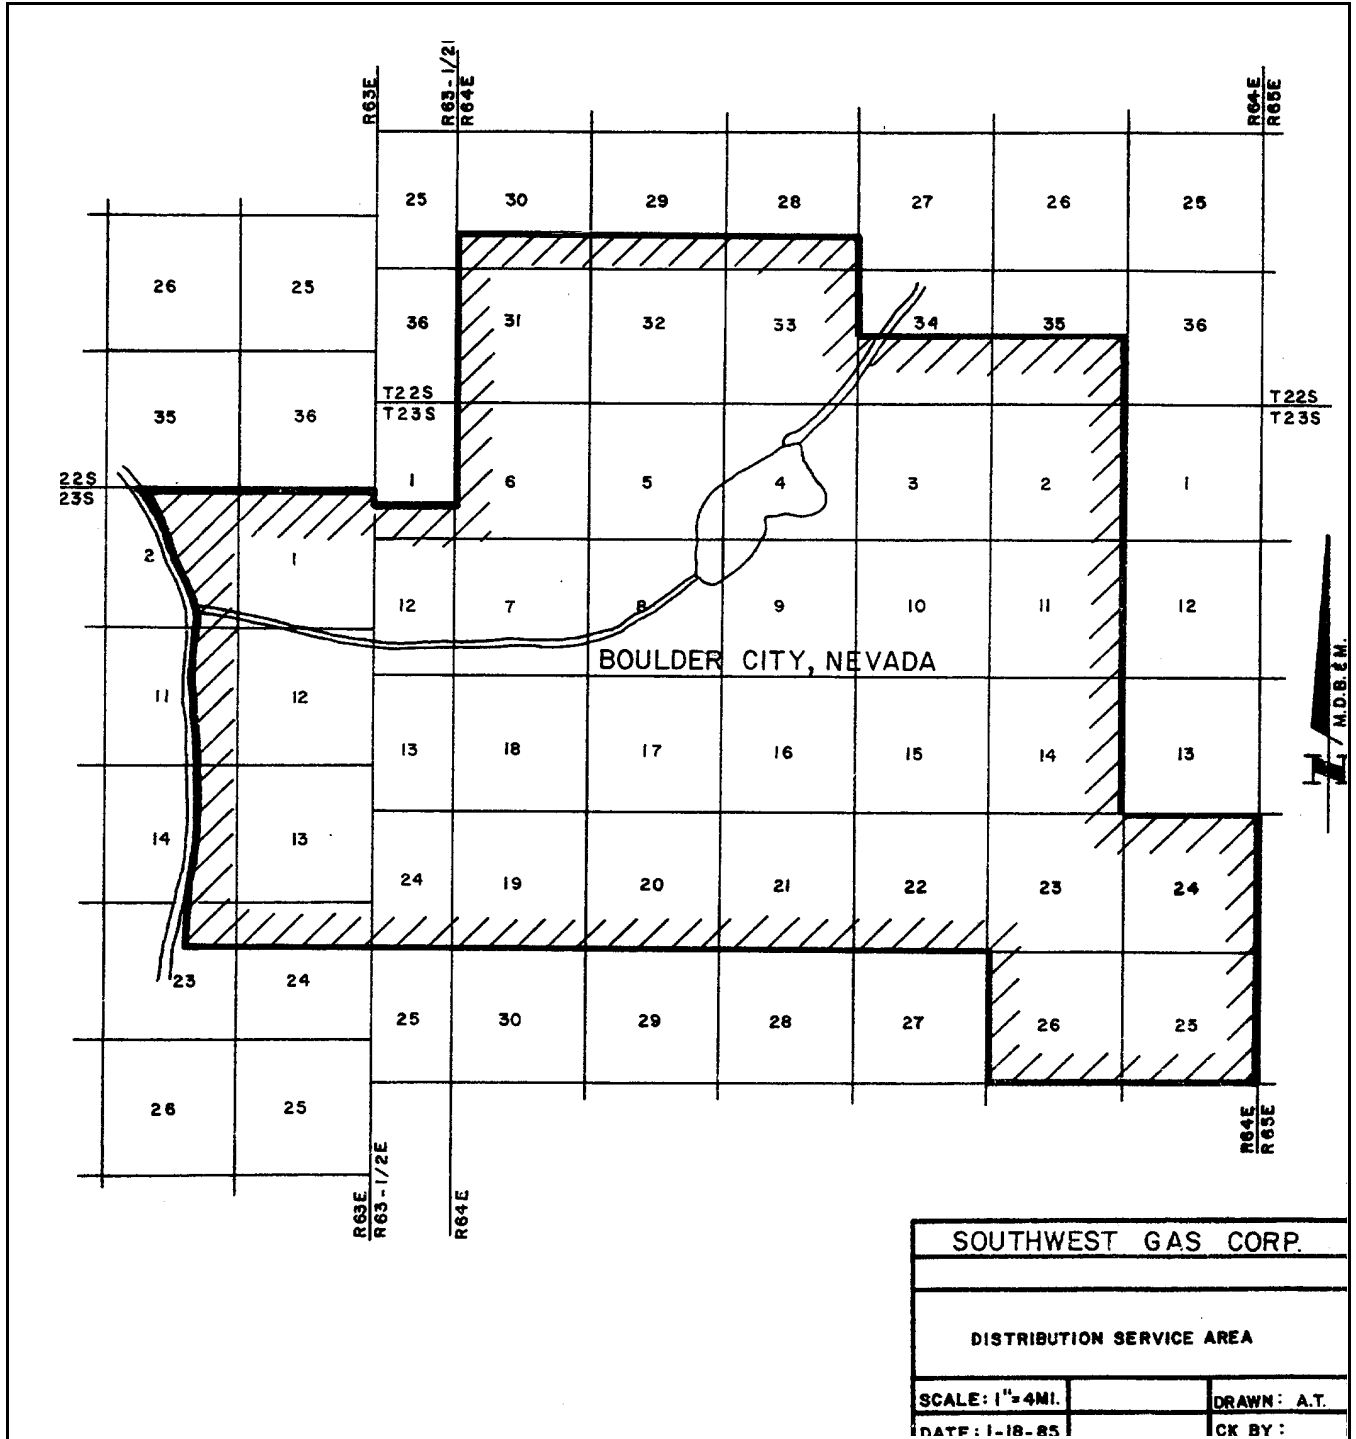 R63E
R63-1/2
R64E
R64E
R65E
25 30 29 28 27 26 25
26 25
36 31 32 33 34 35 36
T22S
T23S
T22S
T23S
35 36
22S
23S
1 6 5 4 3 2 1
2 1
12 7 8 9 10 11 12
BOULDER CITY, NEVADA
M.D.B.&M.
11 12
13 18 17 16 15 14 13
14 13
24 19 20 21 22 23 24
23 24
25 30 29 28 27 26 25
26 25
R63E
R63-1/2E
R64E
R64E
R65E
SOUTHWEST GAS CORP.
DISTRIBUTION SERVICE AREA
SCALE: 1"=4MI. DRAWN: A.T.
DATE: 1-18-85 CK BY: